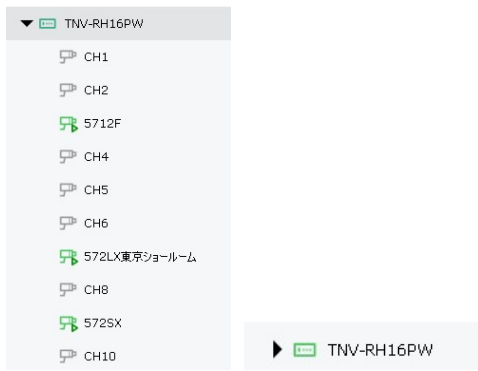 TNV-RH16PW
CH1
CH2
5712F
CH4
CH5
CH6
572LX東京ショールーム
CH8
572SX
CH10
TNV-RH16PW